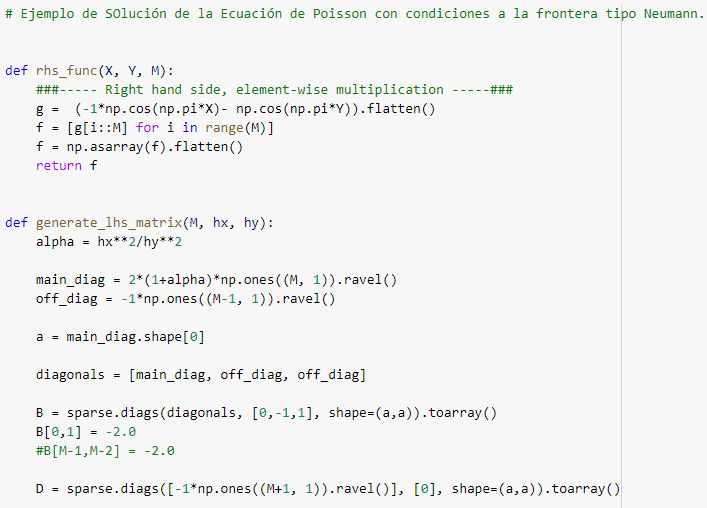 # Ejemplo de SOlución de la Ecuación de Poisson con condiciones a la frontera tipo Neumann.
def rhs_func(X, Y, M):
    ###----- Right hand side, element-wise multiplication -----###
    g =  (-1*np.cos(np.pi*X)- np.cos(np.pi*Y)).flatten()
    f = [g[i::M] for i in range(M)]
    f = np.asarray(f).flatten()
    return f
def generate_lhs_matrix(M, hx, hy):
    alpha = hx**2/hy**2
    main_diag = 2*(1+alpha)*np.ones((M, 1)).ravel()
    off_diag = -1*np.ones((M-1, 1)).ravel()
    a = main_diag.shape[0]
    diagonals = [main_diag, off_diag, off_diag]
    B = sparse.diags(diagonals, [0,-1,1], shape=(a,a)).toarray()
    B[0,1] = -2.0
    #B[M-1,M-2] = -2.0
    D = sparse.diags([-1*np.ones((M+1, 1)).ravel()], [0], shape=(a,a)).toarray()